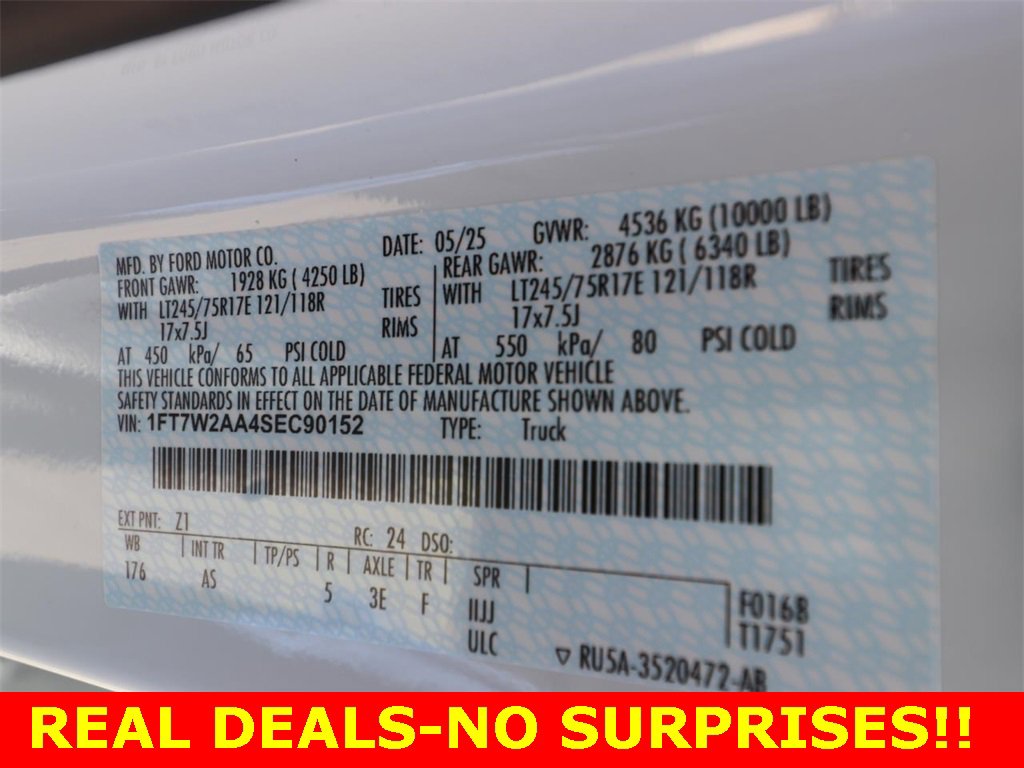 MFD. BY FORD MOTOR CO. DATE: 05/25 GVWR: 4536 KG (10000 LB)
FRONT GAWR: 1928 KG ( 4250 LB) REAR GAWR: 2876 KG ( 6340 LB)
WITH LT245/75R17E 121/118R TIRES WITH LT245/75R17E 121/118R TIRES
17x7.5J RIMS 17x7.5J RIMS
AT 450 kPa/ 65 PSI COLD AT 550 kPa/ 80 PSI COLD
THIS VEHICLE CONFORMS TO ALL APPLICABLE FEDERAL MOTOR VEHICLE
SAFETY STANDARDS IN EFFECT ON THE DATE OF MANUFACTURE SHOWN ABOVE.
VIN: 1FT7W2AA4SEC90152 TYPE: Truck
EXT PNT: Z1 RC: 24 DSO:
WB INT TR TP/PS R AXLE TR SPR
176 AS 5 3E F IIJJ F016B
ULC T1751
▽ RU5A-3520472-AB
REAL DEALS-NO SURPRISES!!